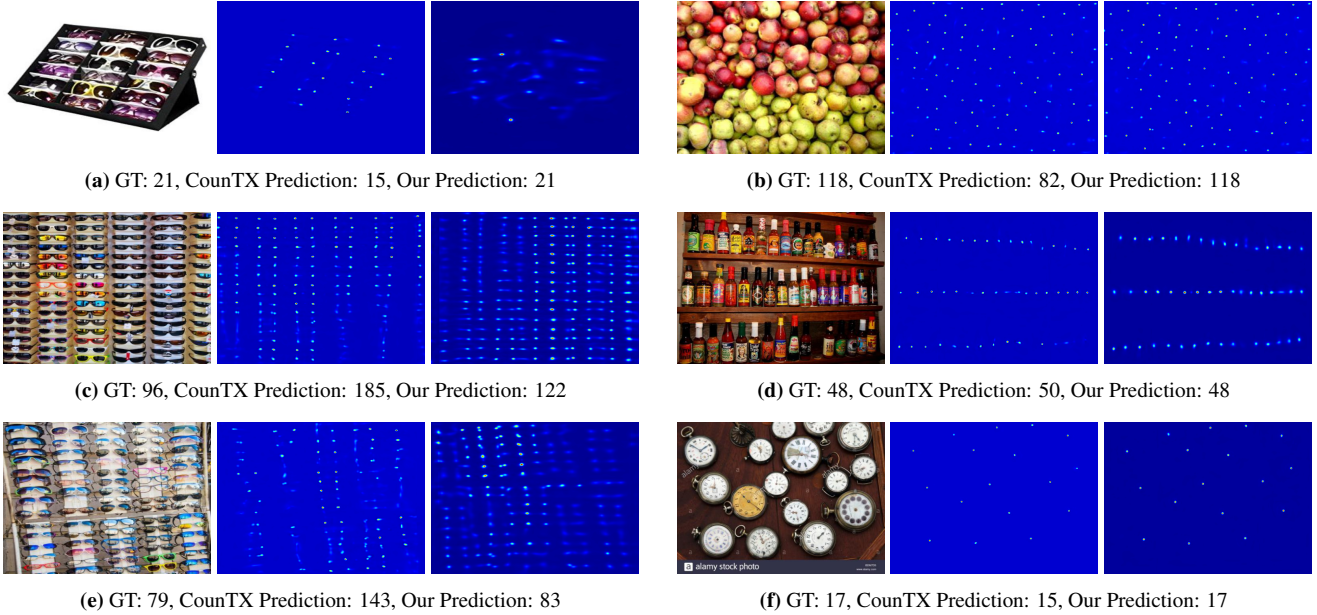 (a) GT: 21, CounTX Prediction: 15, Our Prediction: 21
(b) GT: 118, CounTX Prediction: 82, Our Prediction: 118
(c) GT: 96, CounTX Prediction: 185, Our Prediction: 122
(d) GT: 48, CounTX Prediction: 50, Our Prediction: 48
alamy
a alamy stock photo
(e) GT: 79, CounTX Prediction: 143, Our Prediction: 83
(f) GT: 17, CounTX Prediction: 15, Our Prediction: 17